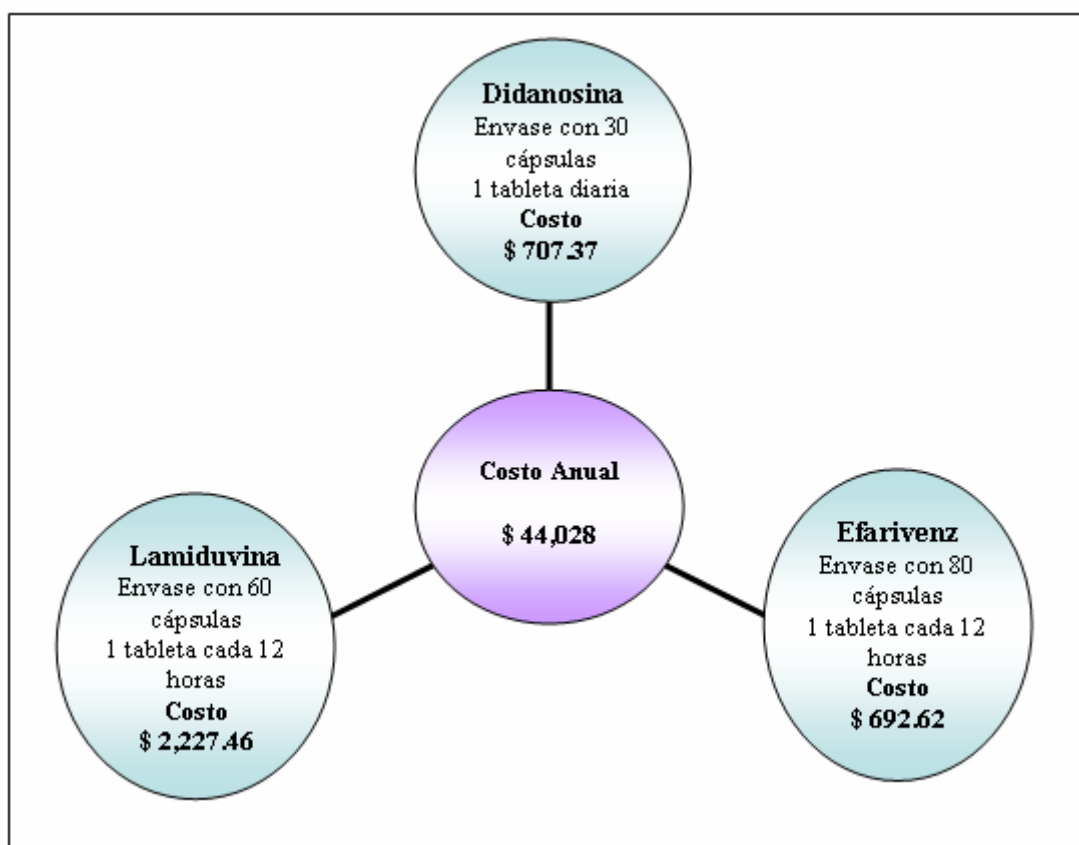 Didanosina
Envase con 30
cápsulas
1 tableta diaria
Costo
$ 707.37
Costo Anual
$ 44,028
Lamiduvina
Envase con 60
cápsulas
1 tableta cada 12
horas
Costo
$ 2,227.46
Efarivenz
Envase con 80
cápsulas
1 tableta cada 12
horas
Costo
$ 692.62